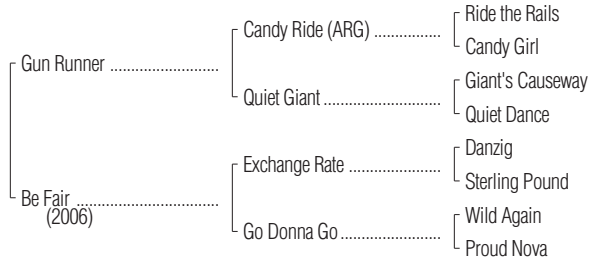 Ride the Rails
Candy Ride (ARG) ................
Candy Girl
Gun Runner ..........................
Giant's Causeway
Quiet Giant ............................
Quiet Dance
Danzig
Exchange Rate ......................
Sterling Pound
Be Fair ..................................
(2006)
Wild Again
Go Donna Go ........................
Proud Nova